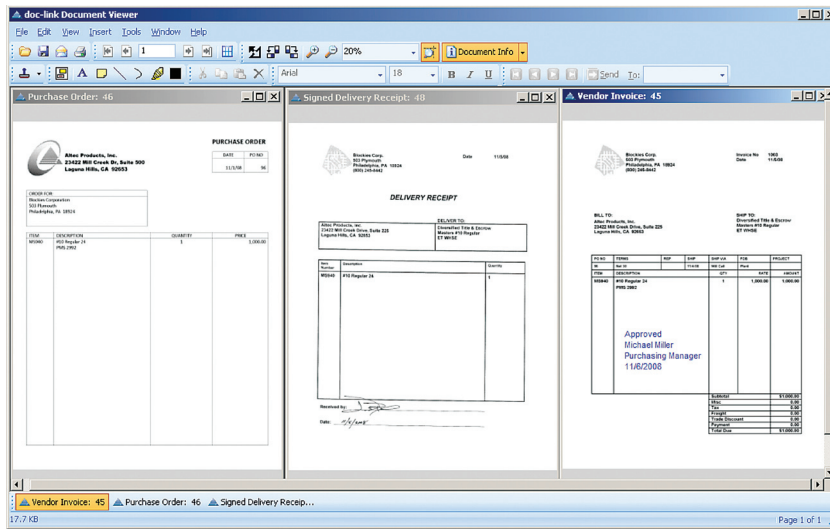 doc-link Document Viewer
File Edit View Insert Tools Window Help
1 20% Document Info
Arial 18 B I U Send To:
Purchase Order: 46
PURCHASE ORDER
Altec Products, Inc.
23422 Mill Creek Dr, Suite 500
Laguna Hills, CA 92653
DATE PO NO
11/3/08 96
ORDER FOR
Blockies Corporation
503 Plymouth
Philadelphia, PA 18924
ITEM DESCRIPTION QUANTITY PRICE
MS940 #10 Regular 24 1 1,000.00
PMS 2992
Signed Delivery Receipt: 48
Blockies Corp.
503 Plymouth
Philadelphia, PA 18924
(800) 245-8442
Date 11/5/08
DELIVERY RECEIPT
DELIVER TO:
Altec Products, Inc.
23422 Mill Creek Drive, Suite 225
Laguna Hills, CA 92653
Diversified Title & Escrow
Masters #10 Regular
ET WHSE
Item Number Description Quantity
MS940 #10 Regular 24 1
Received by:
Date:
Vendor Invoice: 45
Blockies Corp.
503 Plymouth
Philadelphia, PA 18924
(800) 245-8442
Invoice No 1003
Date 11/5/08
BILL TO:
Altec Products, Inc.
23422 Mill Creek Drive, Suite 225
Laguna Hills, CA 92653
SHIP TO:
Diversified Title & Escrow
Masters #10 Regular
ET WHSE
PO NO TERMS REP SHIP SHIP VIA FOB PROJECT
96 Net 10 11/4/08 Will Call Plant
ITEM DESCRIPTION QTY RATE AMOUNT
MS940 #10 Regular 24 1 1,000.00 1,000.00
PMS 2992
Approved
Michael Miller
Purchasing Manager
11/6/2008
Subtotal $1,000.00
Misc 0.00
Tax 0.00
Freight 0.00
Trade Discount 0.00
Payment 0.00
Total Due $1,000.00
Vendor Invoice: 45 Purchase Order: 46 Signed Delivery Receip...
17.7 KB Page 1 of 1